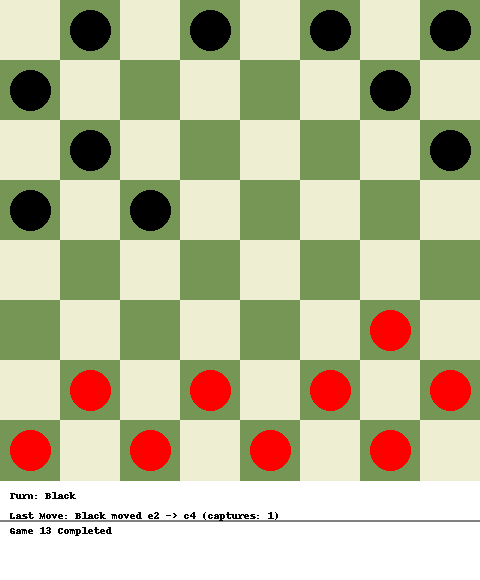 Turn: Black
Last Move: Black moved e2 -> c4 (captures: 1)
Game 13 Completed